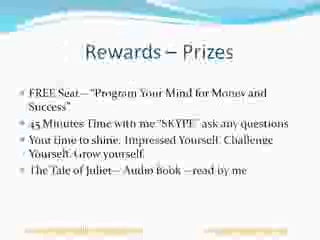 Rewards – Prizes
FREE Seat – "Program Your Mind for Money and
Success"
45 Minutes Time with me "SKYPE" ask any questions
Your time to shine. Impressed Yourself. Challenge
Yourself. Grow yourself.
The Tale of Juliet – Audio Book – read by me